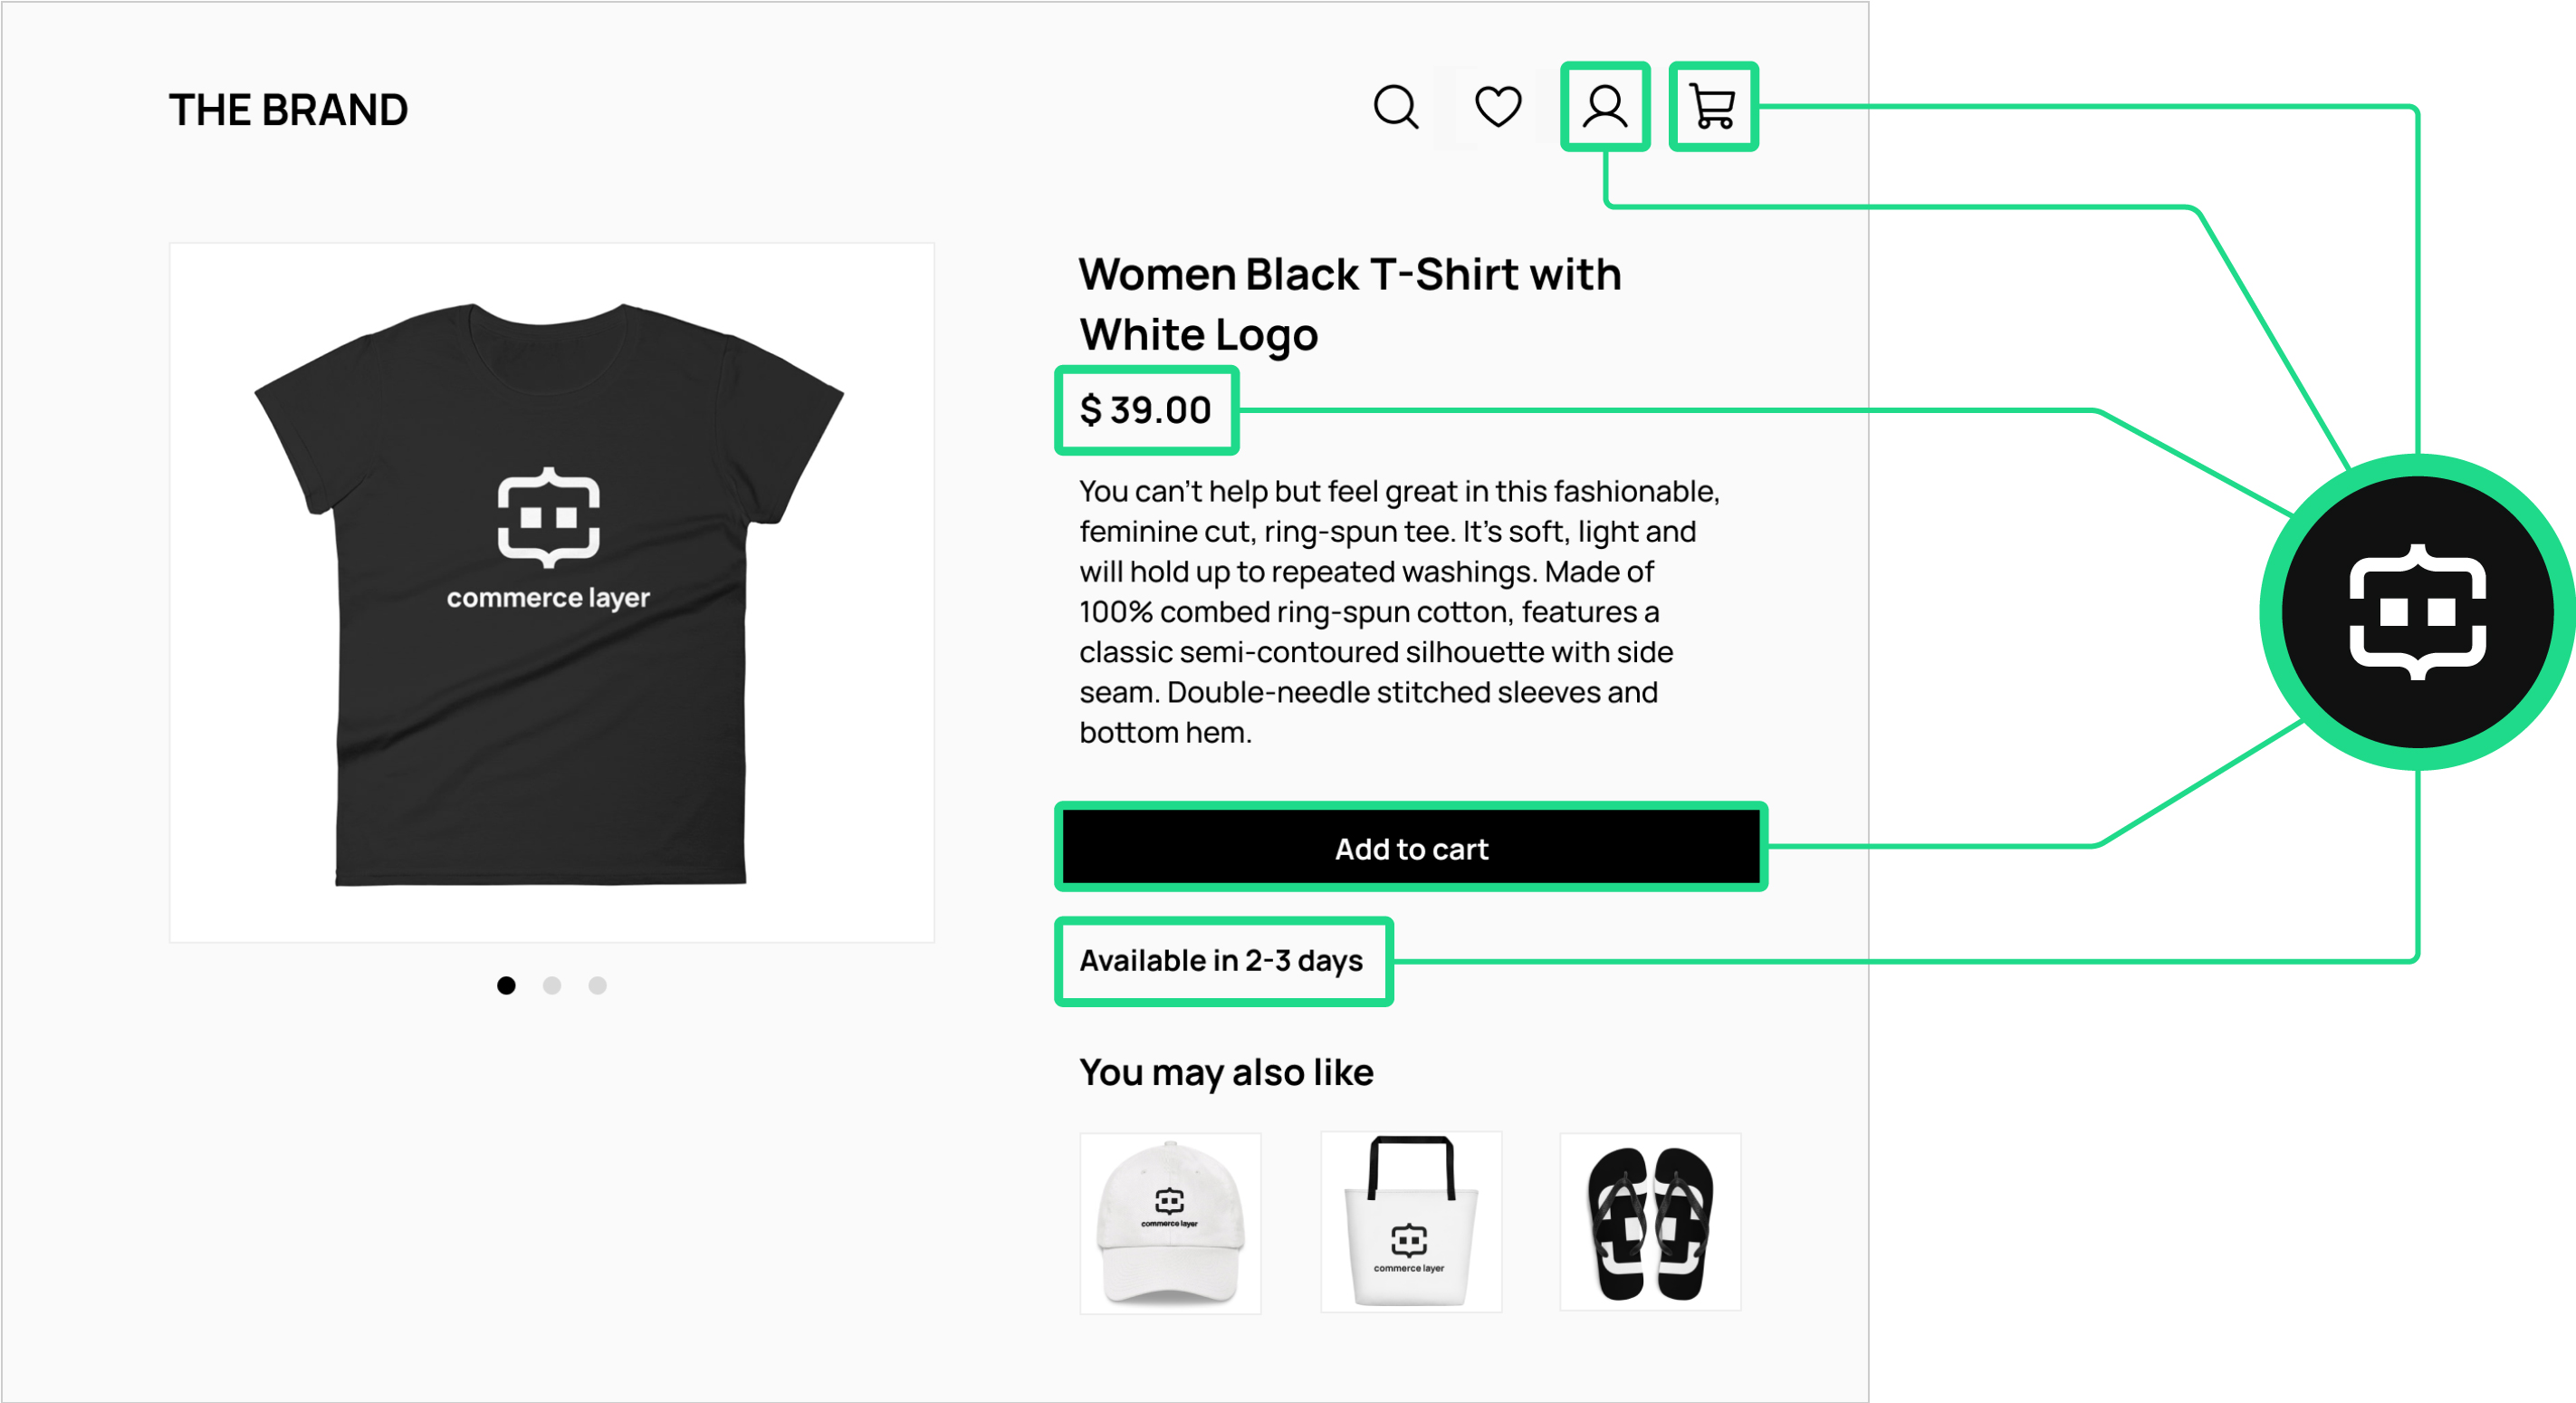 THE BRAND
Women Black T-Shirt with
White Logo
$ 39.00
You can’t help but feel great in this fashionable,
feminine cut, ring-spun tee. It’s soft, light and
will hold up to repeated washings. Made of
100% combed ring-spun cotton, features a
classic semi-contoured silhouette with side
seam. Double-needle stitched sleeves and
bottom hem.
commerce layer
Add to cart
Available in 2-3 days
You may also like
commerce layer
commerce layer